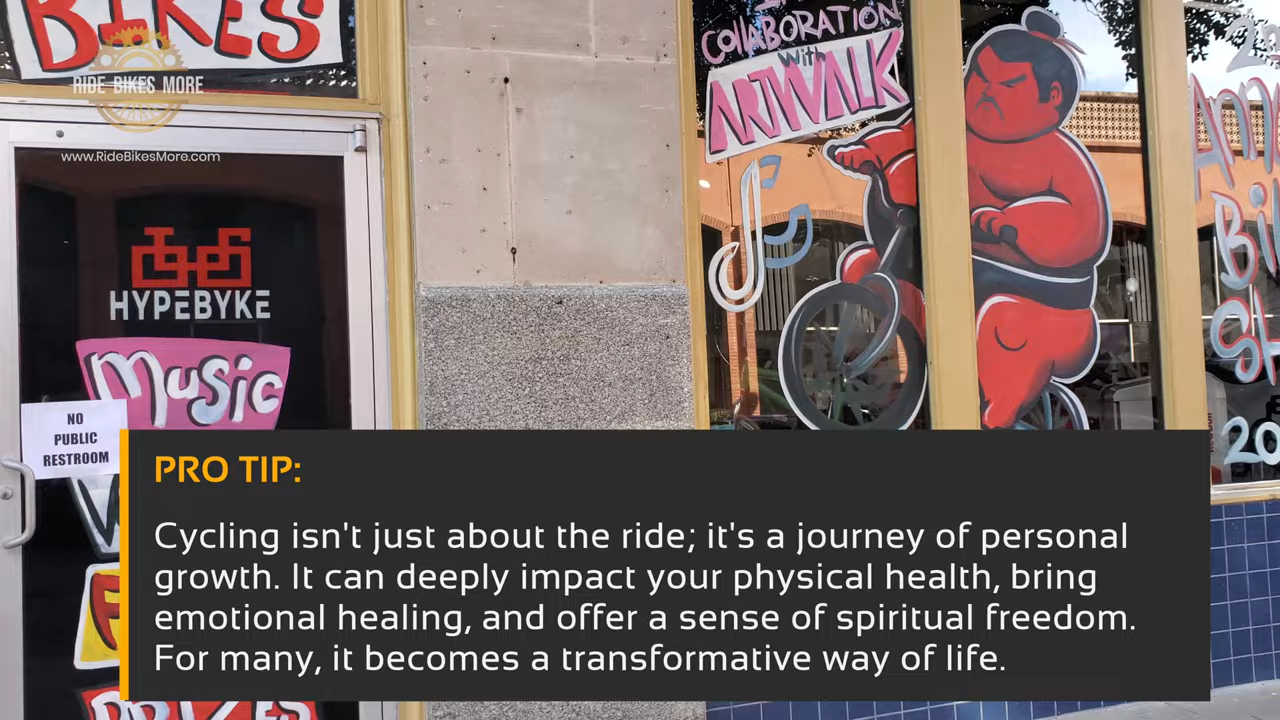 BIKES
RIDE BIKES MORE
www.RideBikesMore.com
HYPEBYKE
Music
NO
PUBLIC
RESTROOM
COllABORATION
With
ARTWALK
20
PRO TIP:
Cycling isn't just about the ride; it's a journey of personal
growth. It can deeply impact your physical health, bring
emotional healing, and offer a sense of spiritual freedom.
For many, it becomes a transformative way of life.